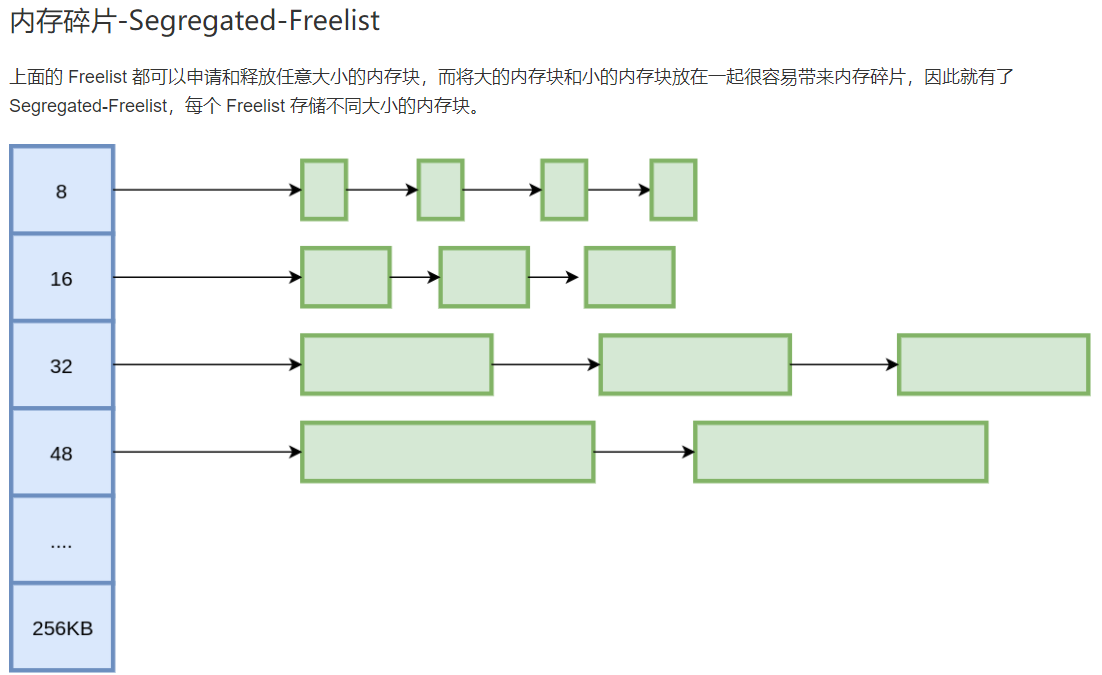 内存碎片-Segregated-Freelist
上面的 Freelist 都可以申请和释放任意大小的内存块，而将大的内存块和小的内存块放在一起很容易带来内存碎片，因此就有了
Segregated-Freelist，每个 Freelist 存储不同大小的内存块。
8
16
32
48
....
256KB